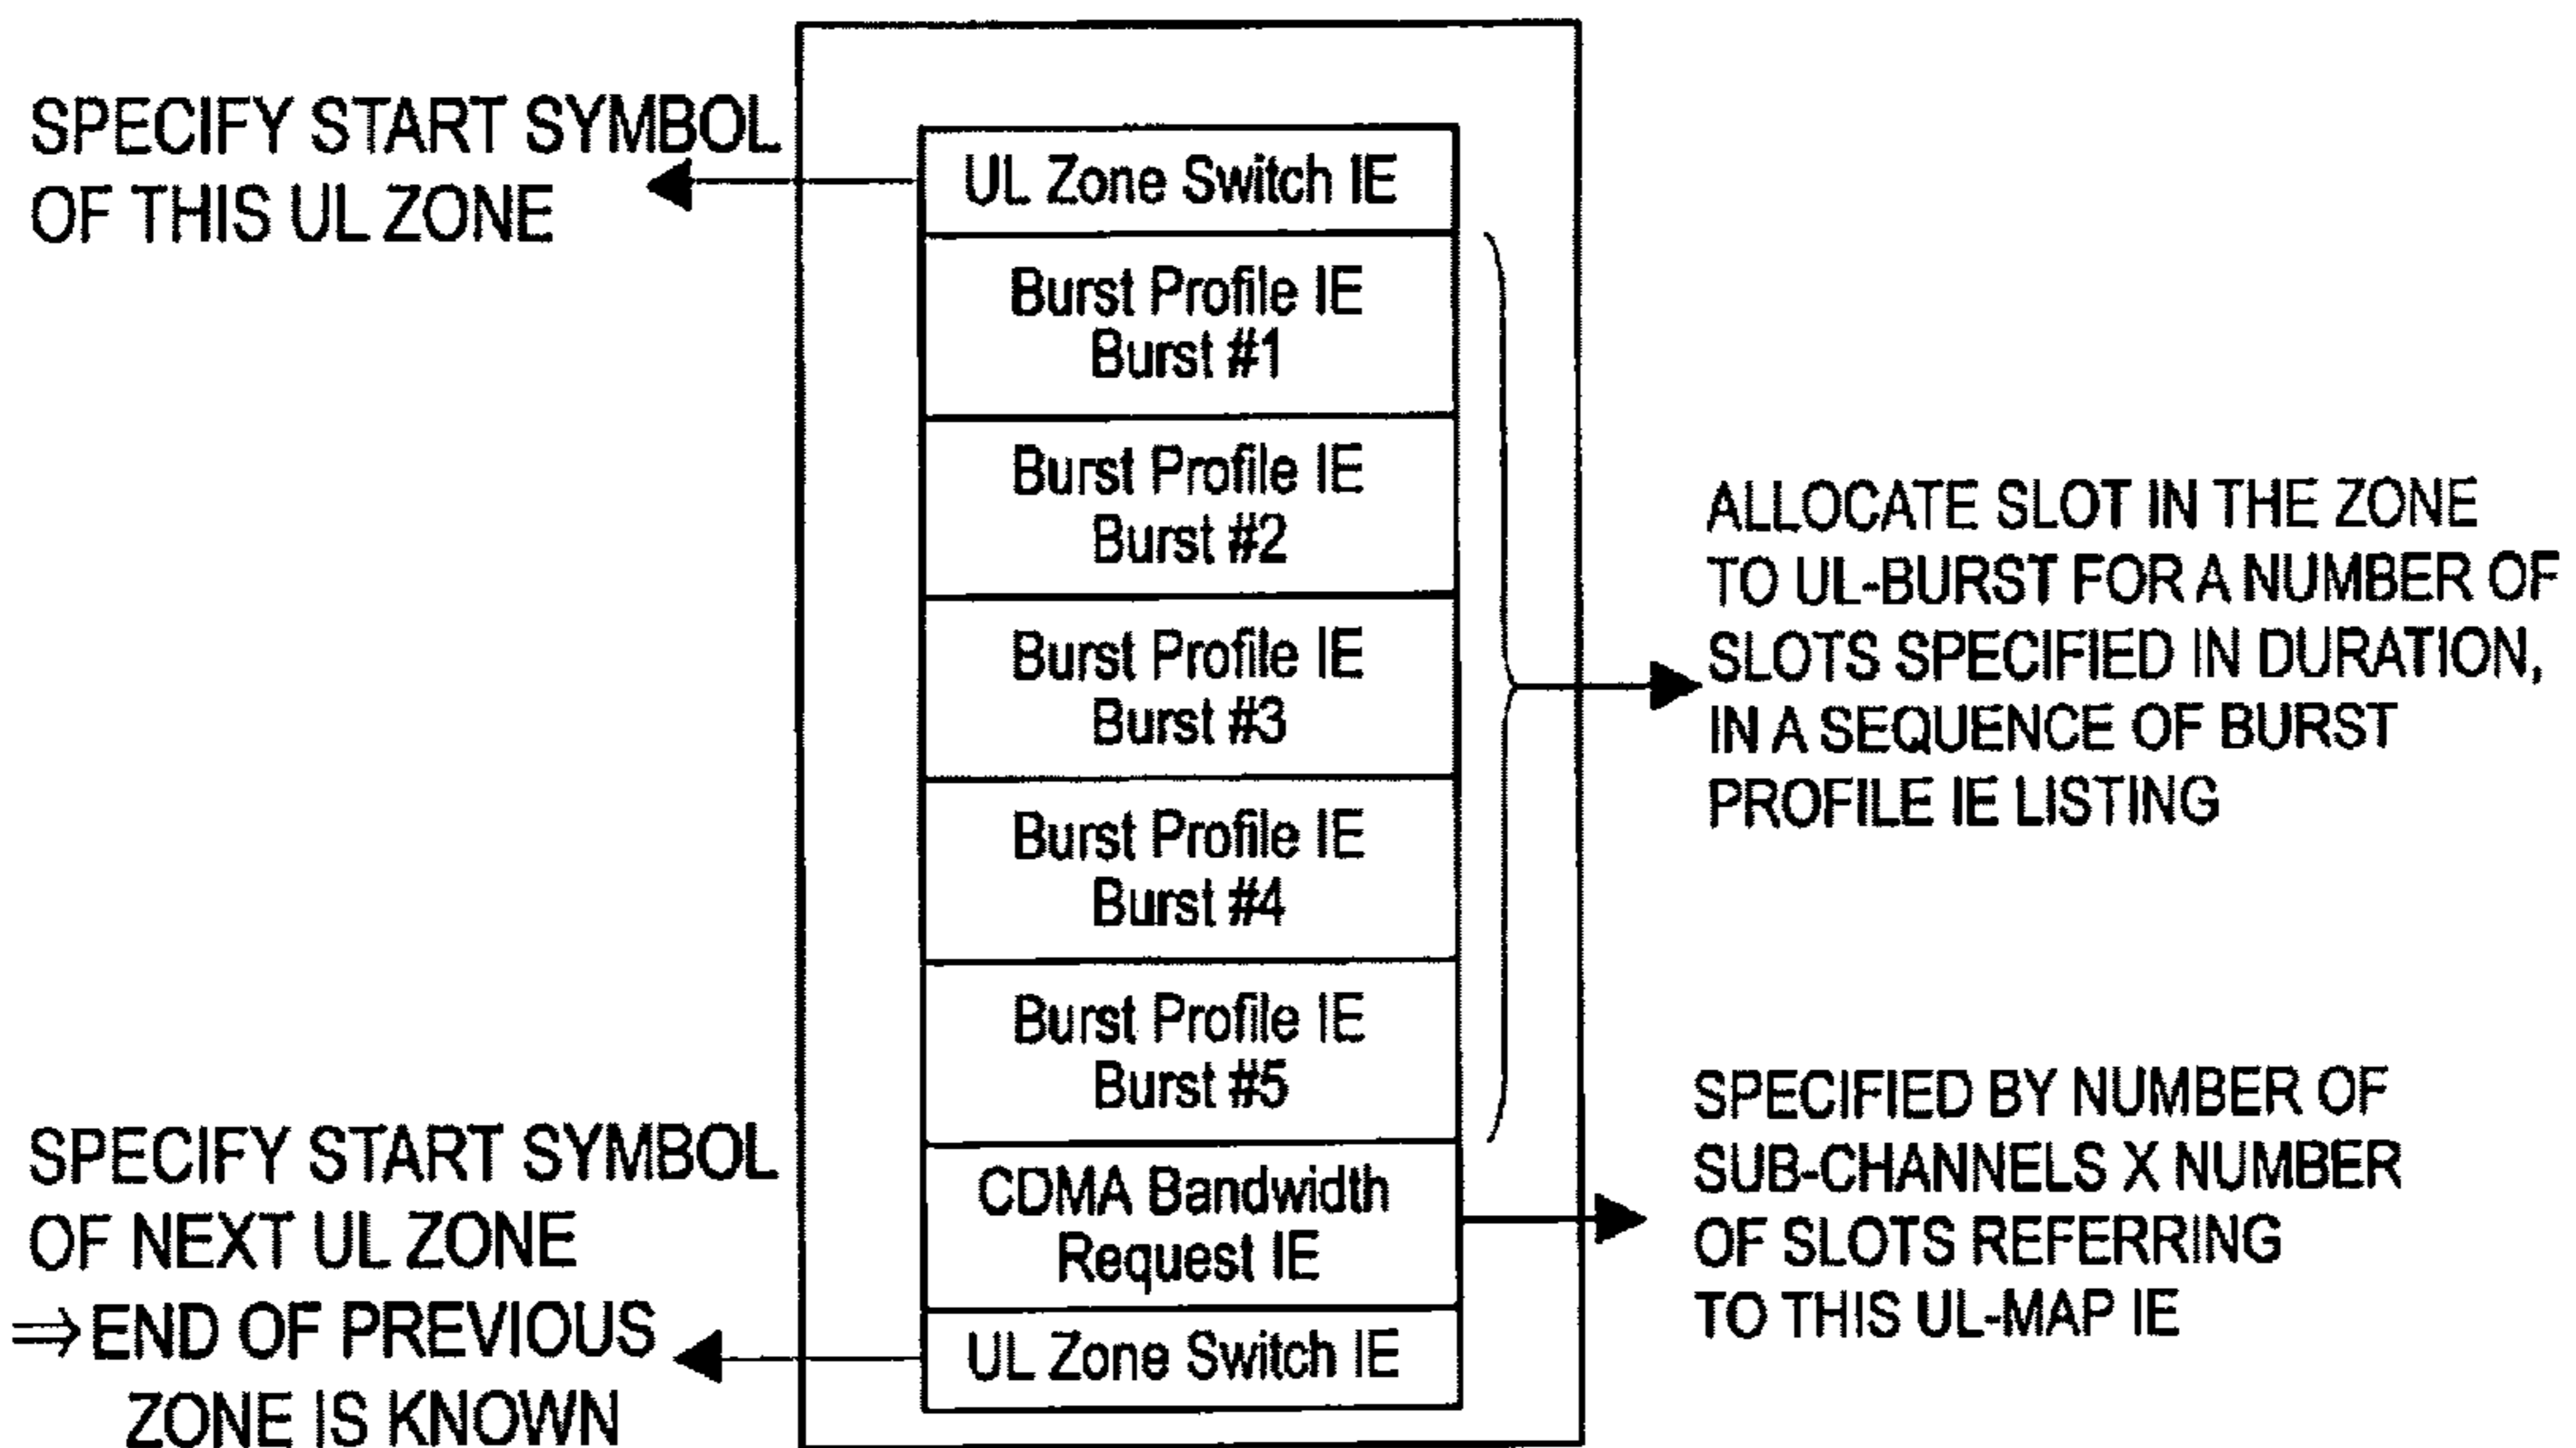 SPECIFY START SYMBOL
OF THIS UL ZONE
UL Zone Switch IE
Burst Profile IE
Burst #1
Burst Profile IE
Burst #2
Burst Profile IE
Burst #3
Burst Profile IE
Burst #4
Burst Profile IE
Burst #5
ALLOCATE SLOT IN THE ZONE
TO UL-BURST FOR A NUMBER OF
SLOTS SPECIFIED IN DURATION,
IN A SEQUENCE OF BURST
PROFILE IE LISTING
CDMA Bandwidth
Request IE
SPECIFIED BY NUMBER OF
SUB-CHANNELS X NUMBER
OF SLOTS REFERRING
TO THIS UL-MAP IE
UL Zone Switch IE
SPECIFY START SYMBOL
OF NEXT UL ZONE
⇒ END OF PREVIOUS
ZONE IS KNOWN